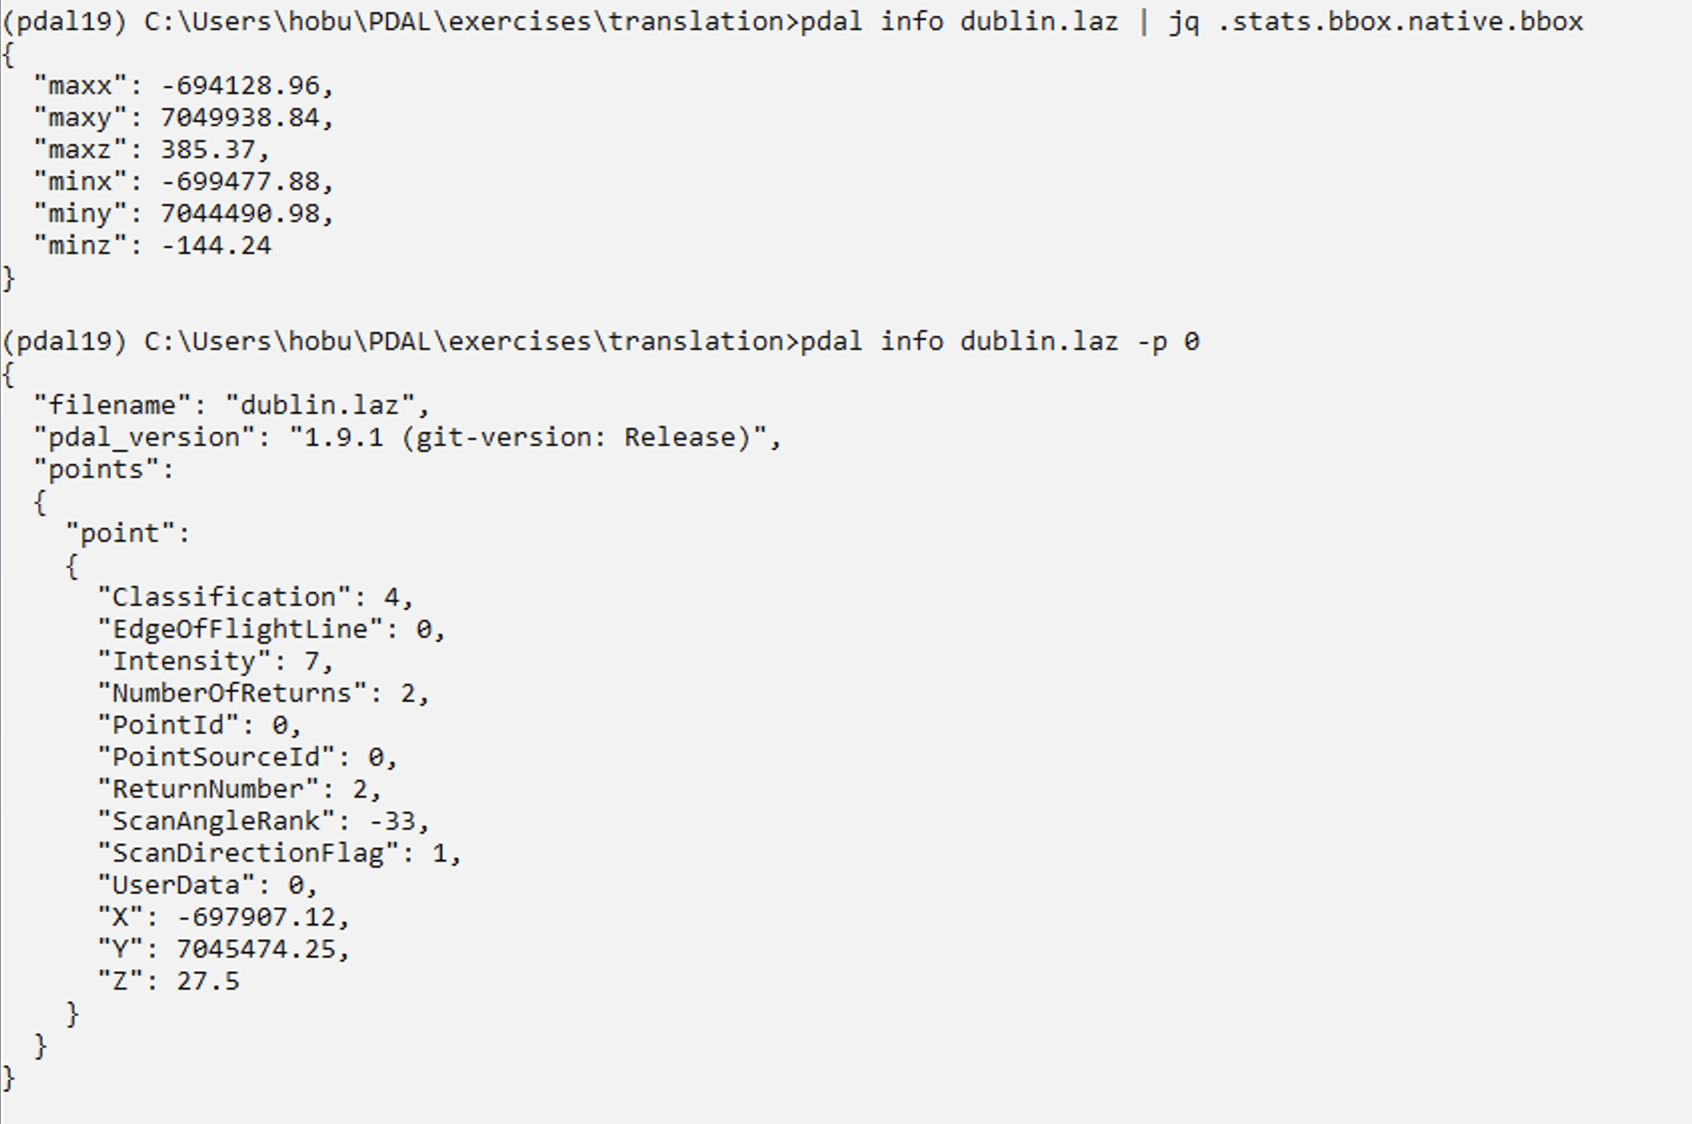 (pdal19) C:\Users\hobu\PDAL\exercises\translation>pdal info dublin.laz | jq .stats.bbox.native.bbox
{
  "maxx": -694128.96,
  "maxy": 7049938.84,
  "maxz": 385.37,
  "minx": -699477.88,
  "miny": 7044490.98,
  "minz": -144.24
}

(pdal19) C:\Users\hobu\PDAL\exercises\translation>pdal info dublin.laz -p 0
{
  "filename": "dublin.laz",
  "pdal_version": "1.9.1 (git-version: Release)",
  "points":
  {
    "point":
    {
      "Classification": 4,
      "EdgeOfFlightLine": 0,
      "Intensity": 7,
      "NumberOfReturns": 2,
      "PointId": 0,
      "PointSourceId": 0,
      "ReturnNumber": 2,
      "ScanAngleRank": -33,
      "ScanDirectionFlag": 1,
      "UserData": 0,
      "X": -697907.12,
      "Y": 7045474.25,
      "Z": 27.5
    }
  }
}